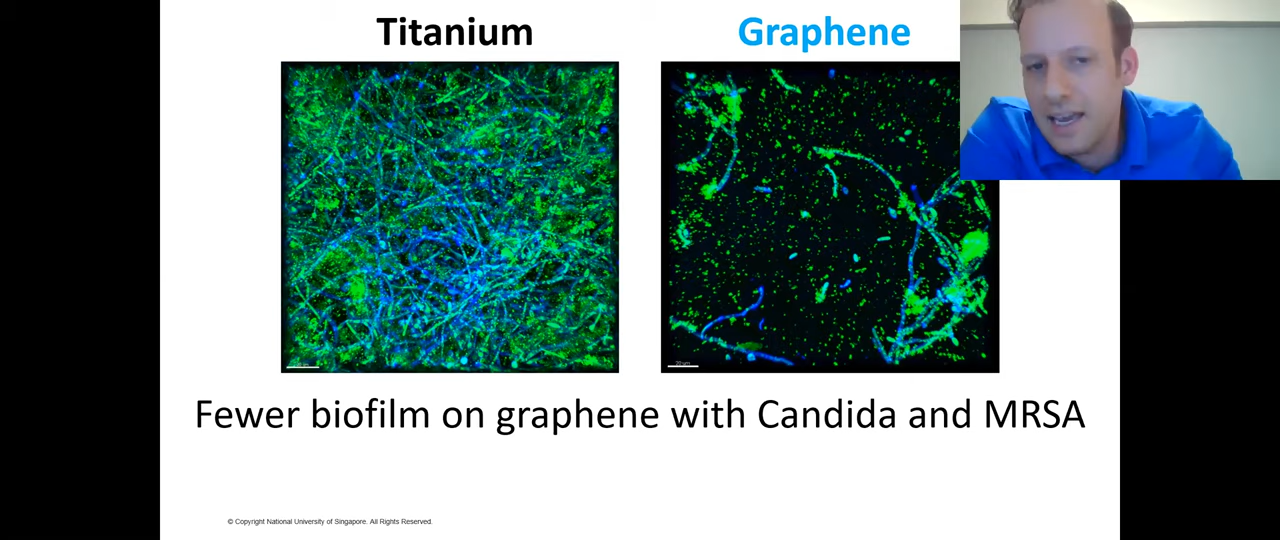 Titanium
Graphene
Fewer biofilm on graphene with Candida and MRSA
© Copyright National University of Singapore. All Rights Reserved.